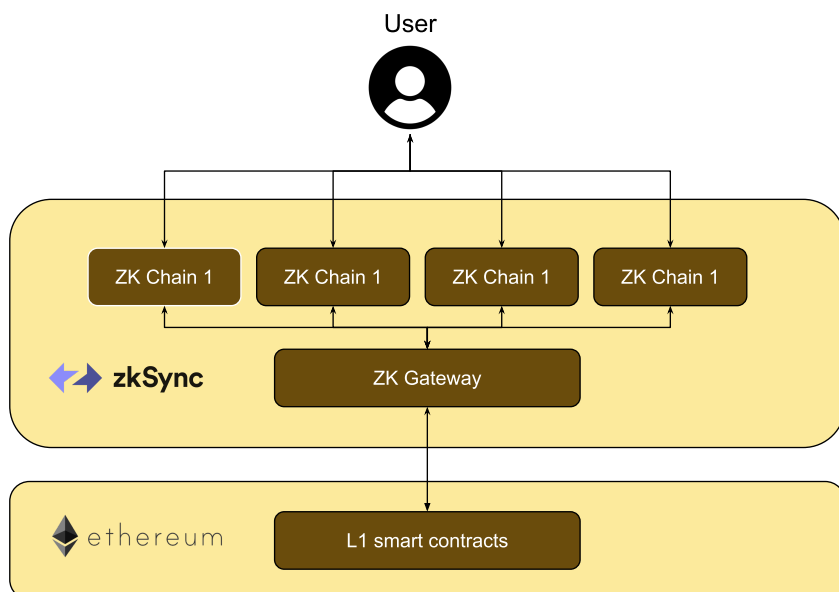 User
ZK Chain 1
ZK Chain 1
ZK Chain 1
ZK Chain 1
zkSync
ZK Gateway
ethereum
L1 smart contracts